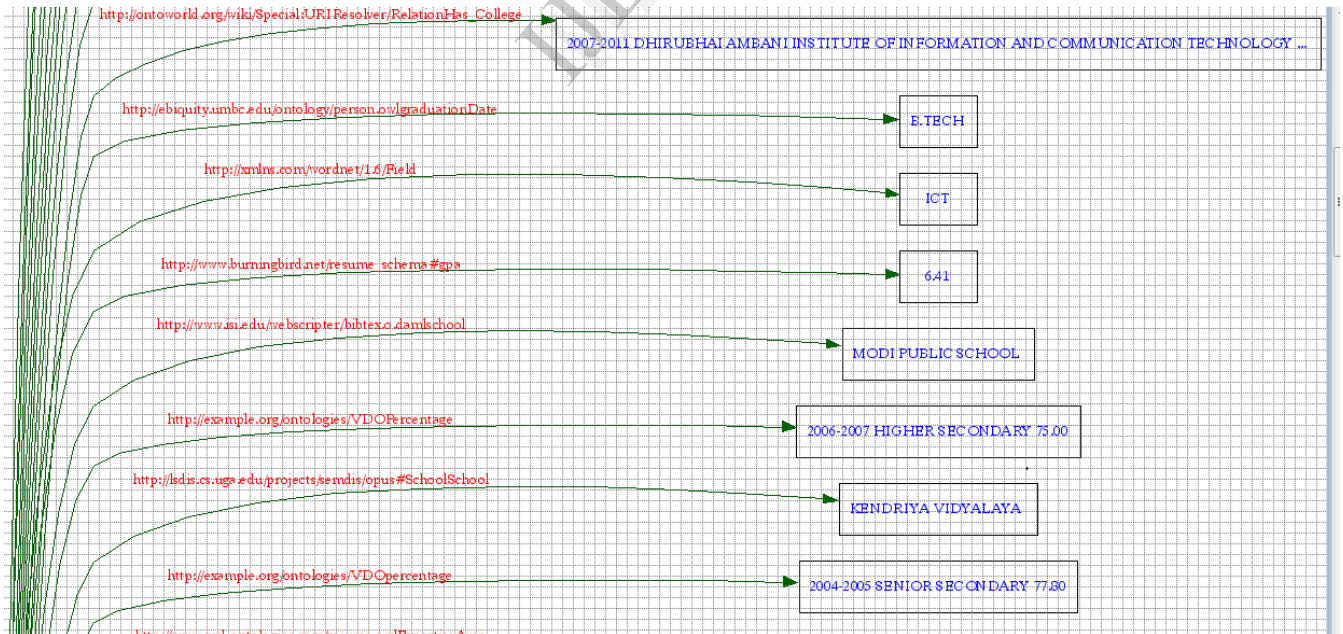 http://ontoworld.org/wiki/Special:URIResolver/RelationHas_College
2007-2011 DHIRUBHAI AMBANI INSTITUTE OF INFORMATION AND COMMUNICATION TECHNOLOGY ...
http://ebiquity.umbc.edu/ontology/person.owlgraduationDate
B.TECH
http://xmlns.com/wordnet/1.6/Field
ICT
http://www.burningbird.net/resume_schema#gpa
6.41
http://www.isi.edu/webscripter/bibtex.o.damlschool
MODI PUBLIC SCHOOL
http://example.org/ontologies/VDOPercentage
2006-2007 HIGHER SECONDARY 75.00
http://lsdis.cs.uga.edu/projects/semdis/opus#SchoolSchool
KENDRIYA VIDYALAYA
http://example.org/ontologies/VDOpercentage
2004-2005 SENIOR SECONDARY 77.80